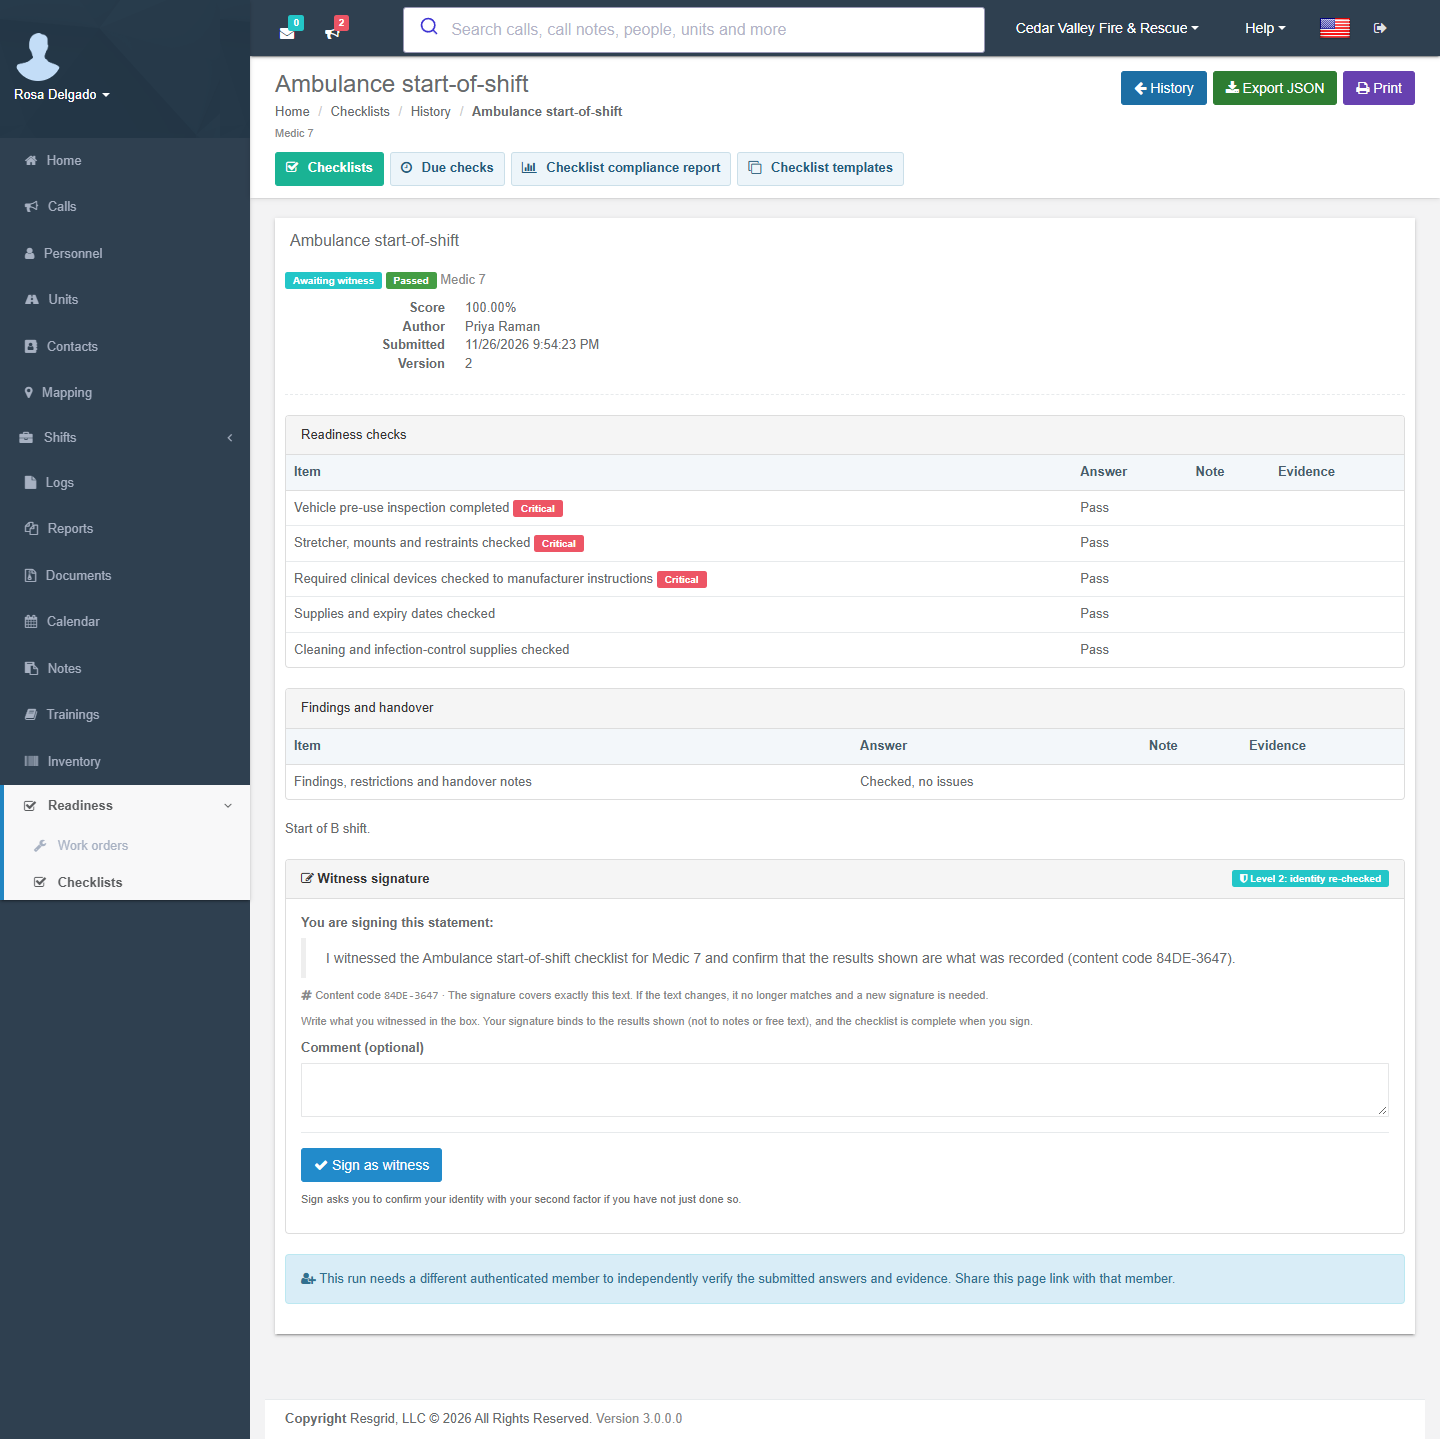 0
2
Search calls, call notes, people, units and more
Cedar Valley Fire & Rescue
Help
Rosa Delgado
Home
Calls
Personnel
Units
Contacts
Mapping
Shifts
Logs
Reports
Documents
Calendar
Notes
Trainings
Inventory
Readiness
Work orders
Checklists
Ambulance start-of-shift
Home / Checklists / History / Ambulance start-of-shift
Medic 7
History
Export JSON
Print
Checklists
Due checks
Checklist compliance report
Checklist templates
Ambulance start-of-shift
Awaiting witness Passed Medic 7
Score 100.00%
Author Priya Raman
Submitted 11/26/2026 9:54:23 PM
Version 2
Readiness checks
Item Answer Note Evidence
Vehicle pre-use inspection completed Critical Pass
Stretcher, mounts and restraints checked Critical Pass
Required clinical devices checked to manufacturer instructions Critical Pass
Supplies and expiry dates checked Pass
Cleaning and infection-control supplies checked Pass
Findings and handover
Item Answer Note Evidence
Findings, restrictions and handover notes Checked, no issues
Start of B shift.
Witness signature Level 2: identity re-checked
You are signing this statement:
I witnessed the Ambulance start-of-shift checklist for Medic 7 and confirm that the results shown are what was recorded (content code 84DE-3647).
# Content code 84DE-3647 · The signature covers exactly this text. If the text changes, it no longer matches and a new signature is needed.
Write what you witnessed in the box. Your signature binds to the results shown (not to notes or free text), and the checklist is complete when you sign.
Comment (optional)
Sign as witness
Sign asks you to confirm your identity with your second factor if you have not just done so.
This run needs a different authenticated member to independently verify the submitted answers and evidence. Share this page link with that member.
Copyright Resgrid, LLC © 2026 All Rights Reserved. Version 3.0.0.0